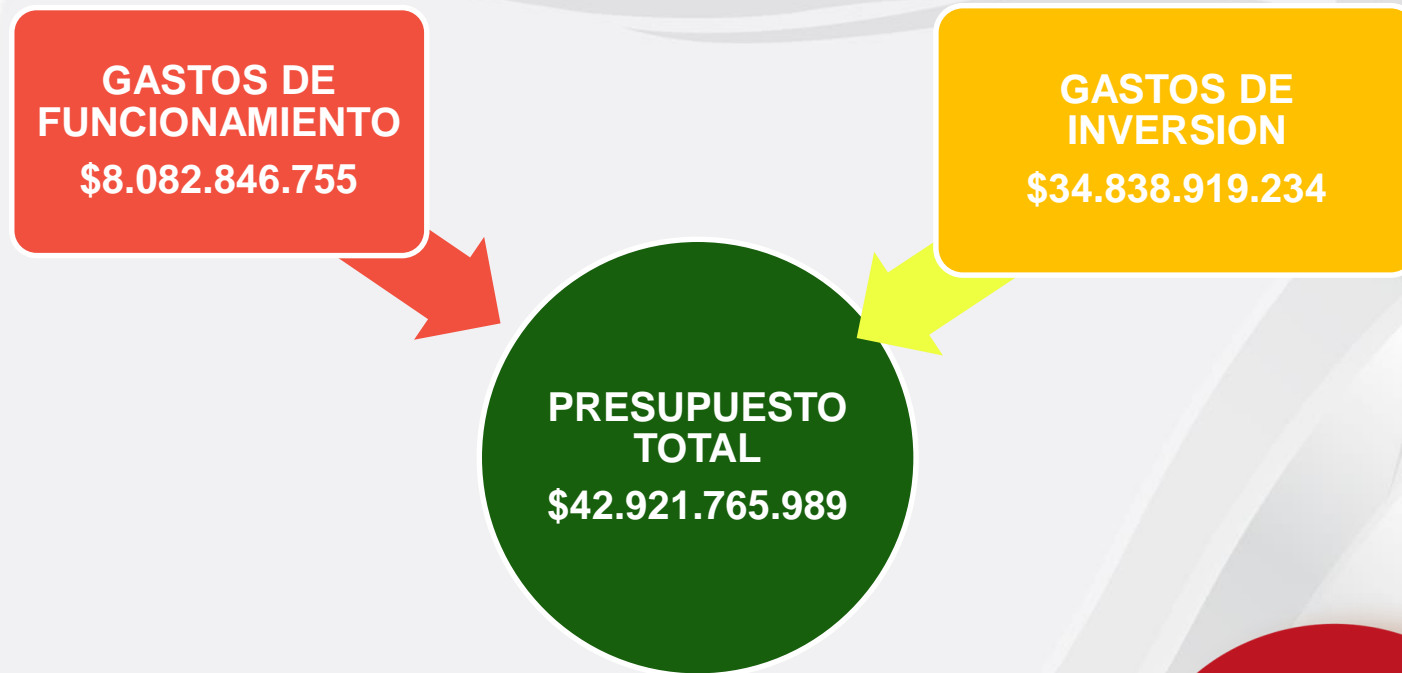 GASTOS DE
FUNCIONAMIENTO
$8.082.846.755
GASTOS DE
INVERSION
$34.838.919.234
PRESUPUESTO
TOTAL
$42.921.765.989